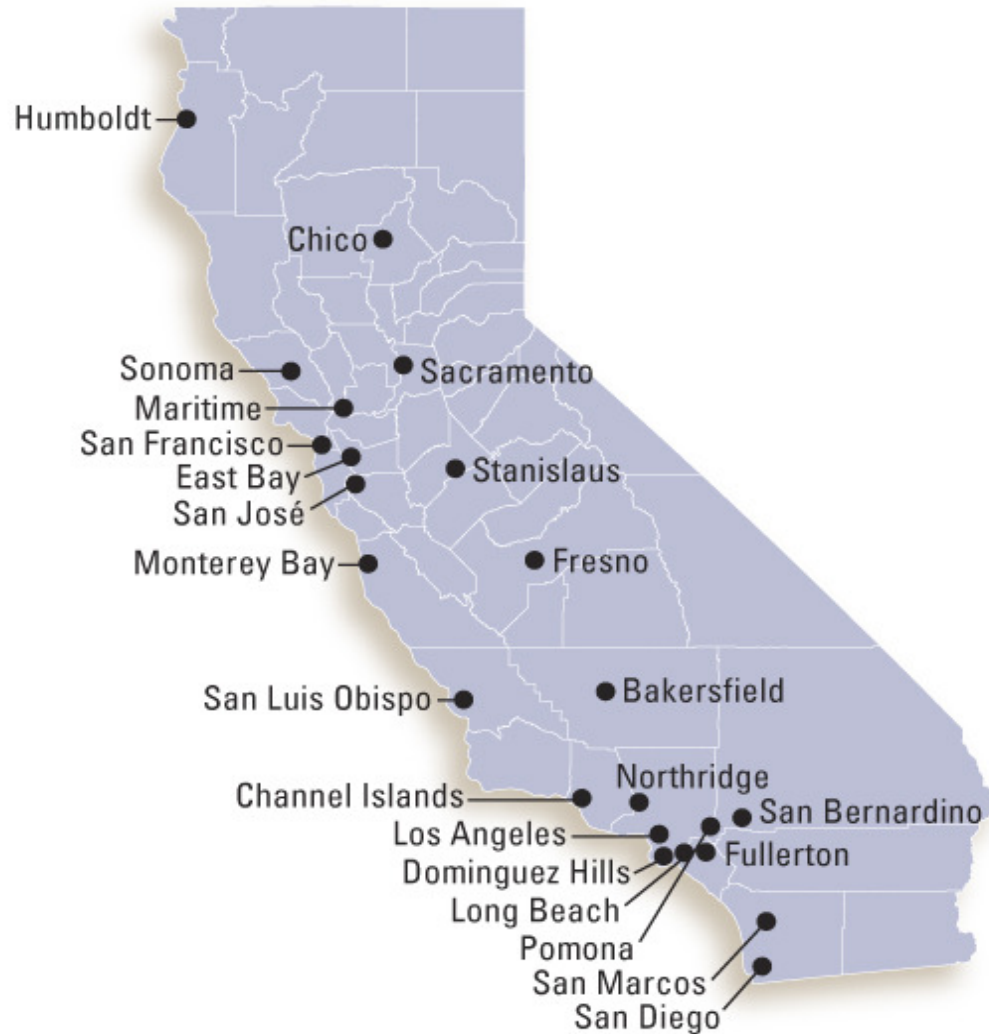 Humboldt
Chico
Sonoma
Sacramento
Maritime
San Francisco
East Bay
Stanislaus
San José
Monterey Bay
Fresno
San Luis Obispo
Bakersfield
Northridge
Channel Islands
San Bernardino
Los Angeles
Fullerton
Dominguez Hills
Long Beach
Pomona
San Marcos
San Diego